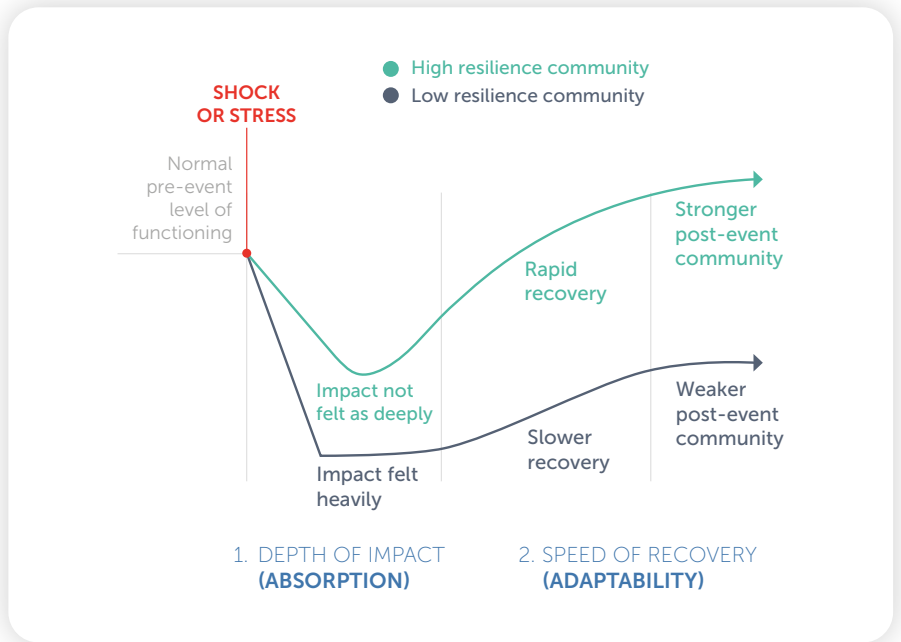 High resilience community
Low resilience community
SHOCK
OR STRESS
Normal
pre-event
level of
functioning
Stronger
post-event
community
Rapid
recovery
Impact not
felt as deeply
Weaker
post-event
community
Slower
recovery
Impact felt
heavily
1. DEPTH OF IMPACT
(ABSORPTION)
2. SPEED OF RECOVERY
(ADAPTABILITY)